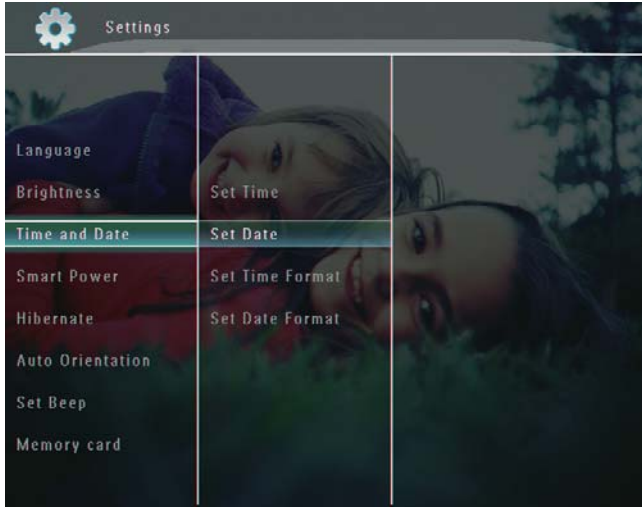 Settings
Language
Brightness
Time and Date
Smart Power
Hibernate
Auto Orientation
Set Beep
Memory card
Set Time
Set Date
Set Time Format
Set Date Format